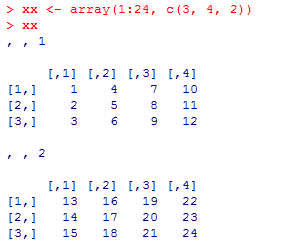 > xx <- array(1:24, c(3, 4, 2))
> xx
, , 1
[,1] [,2] [,3] [,4]
[1,] 1 4 7 10
[2,] 2 5 8 11
[3,] 3 6 9 12
, , 2
[,1] [,2] [,3] [,4]
[1,] 13 16 19 22
[2,] 14 17 20 23
[3,] 15 18 21 24